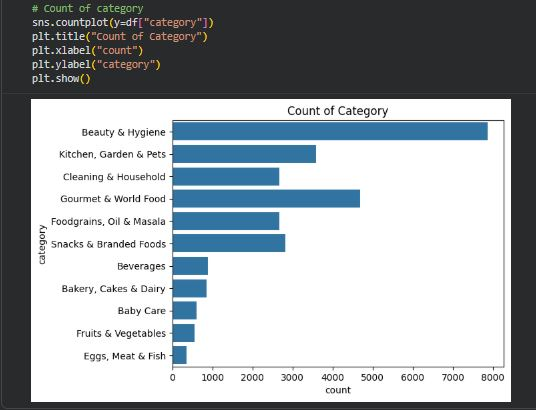 # Count of category
sns.countplot(y=df["category"])
plt.title("Count of Category")
plt.xlabel("count")
plt.ylabel("category")
plt.show()
Count of Category
Beauty & Hygiene
Kitchen, Garden & Pets
Cleaning & Household
Gourmet & World Food
Foodgrains, Oil & Masala
Snacks & Branded Foods
Beverages
Bakery, Cakes & Dairy
Baby Care
Fruits & Vegetables
Eggs, Meat & Fish
category
0 1000 2000 3000 4000 5000 6000 7000 8000
count